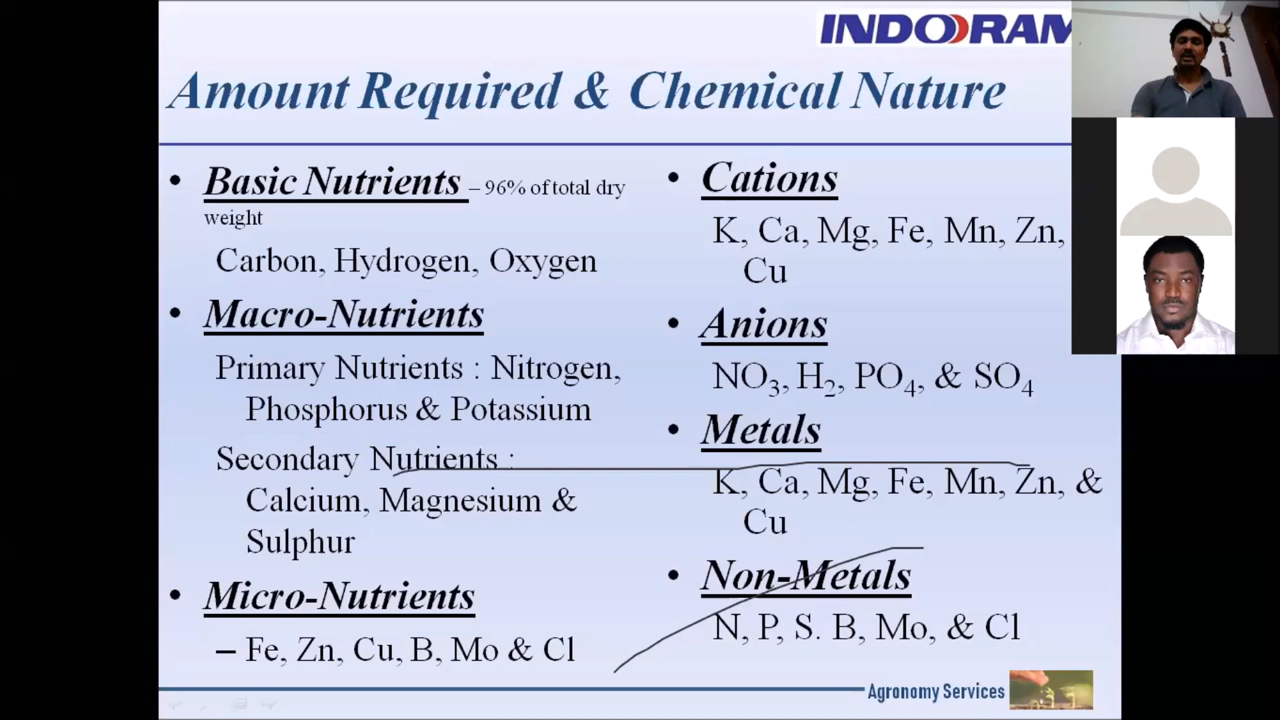 INDORAM
Amount Required & Chemical Nature
• Basic Nutrients – 96% of total dry
weight
Carbon, Hydrogen, Oxygen
• Macro-Nutrients
Primary Nutrients : Nitrogen,
Phosphorus & Potassium
Secondary Nutrients :
Calcium, Magnesium &
Sulphur
• Micro-Nutrients
– Fe, Zn, Cu, B, Mo & Cl
• Cations
K, Ca, Mg, Fe, Mn, Zn,
Cu
• Anions
NO₃, H₂, PO₄, & SO₄
• Metals
K, Ca, Mg, Fe, Mn, Zn, &
Cu
• Non-Metals
N, P, S. B, Mo, & Cl
Agronomy Services